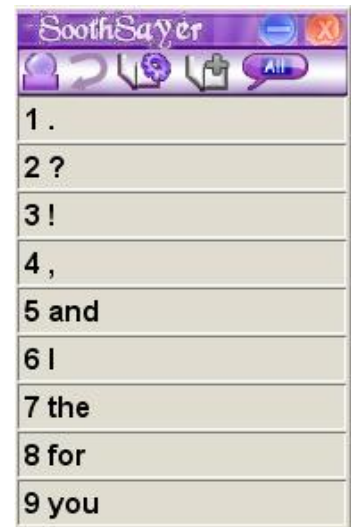 SoothSayer
All
1 .
2 ?
3 !
4 ,
5 and
6 I
7 the
8 for
9 you